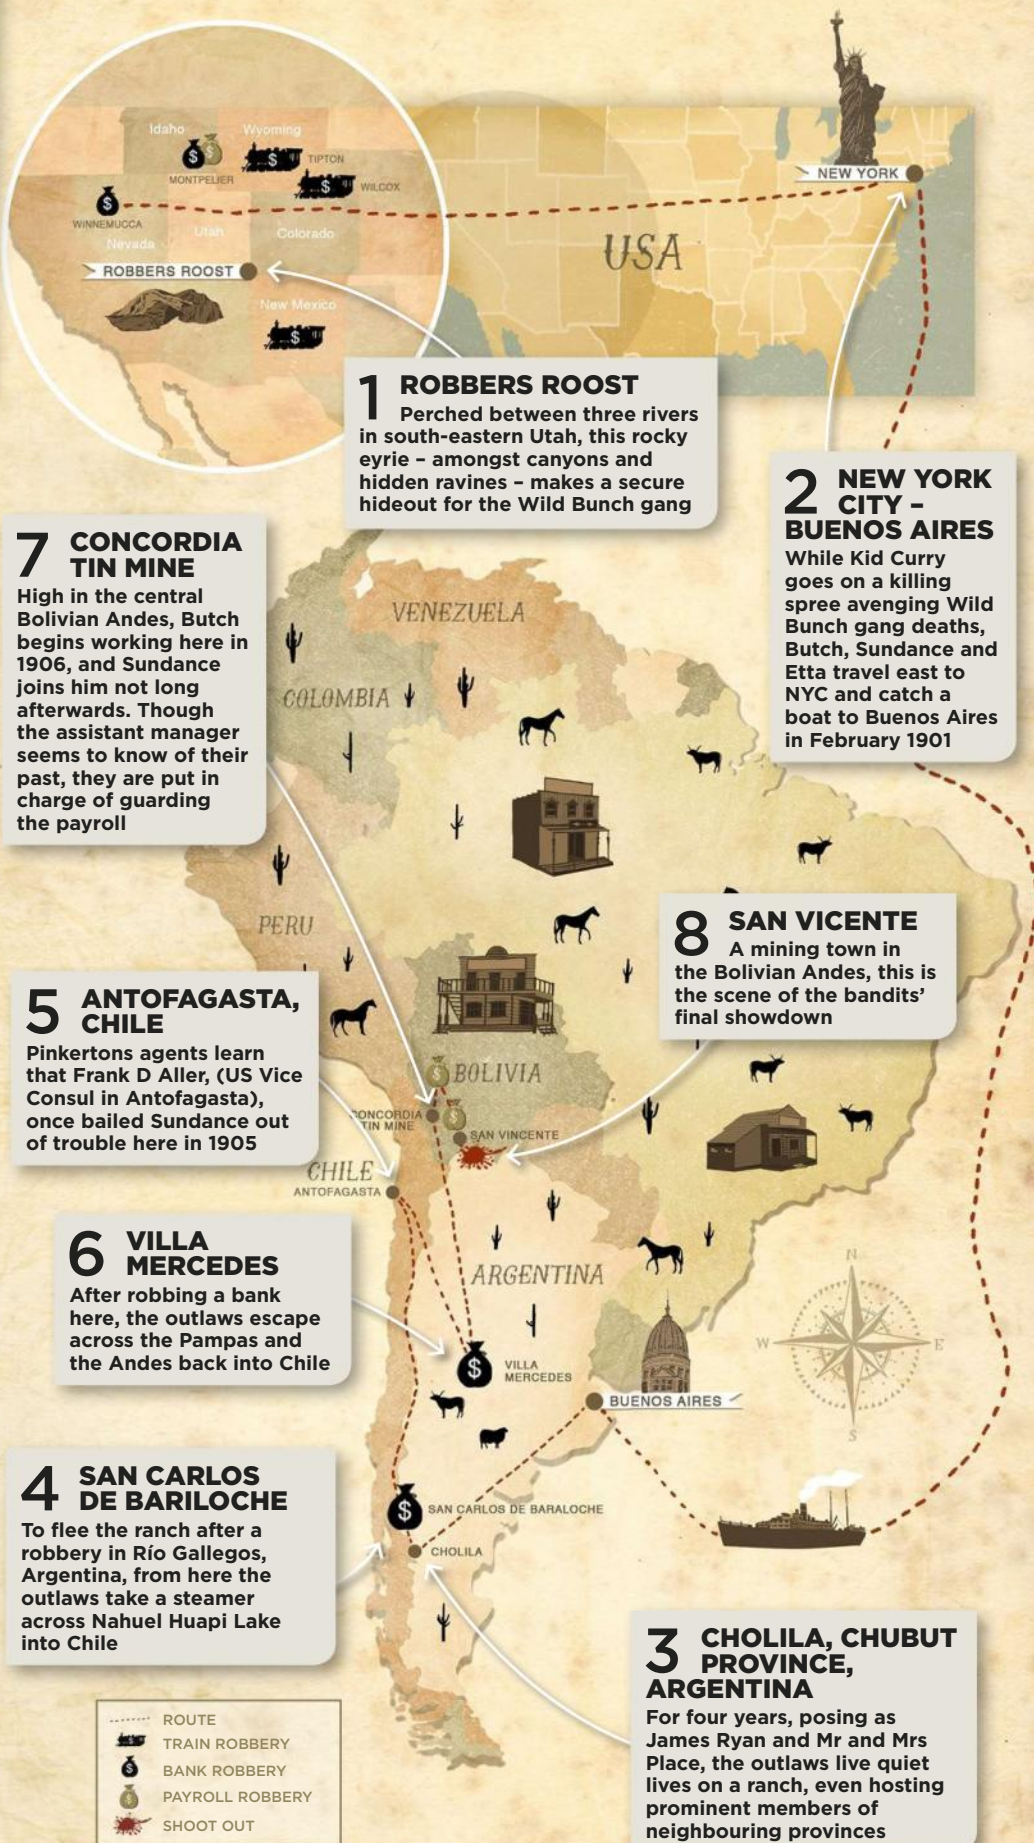 Idaho
Wyoming
TIPTON
MONTPELIER
WILCOX
WINNEMUCCA
Nevada
Utah
Colorado
ROBBERS ROOST
New Mexico
NEW YORK
USA
1 ROBBERS ROOST
Perched between three rivers
in south-eastern Utah, this rocky
eyrie – amongst canyons and
hidden ravines – makes a secure
hideout for the Wild Bunch gang
2 NEW YORK
CITY –
BUENOS AIRES
While Kid Curry
goes on a killing
spree avenging Wild
Bunch gang deaths,
Butch, Sundance and
Etta travel east to
NYC and catch a
boat to Buenos Aires
in February 1901
7 CONCORDIA
TIN MINE
High in the central
Bolivian Andes, Butch
begins working here in
1906, and Sundance
joins him not long
afterwards. Though
the assistant manager
seems to know of their
past, they are put in
charge of guarding
the payroll
VENEZUELA
COLOMBIA
PERU
8 SAN VICENTE
A mining town in
the Bolivian Andes, this is
the scene of the bandits’
final showdown
5 ANTOFAGASTA,
CHILE
Pinkertons agents learn
that Frank D Aller, (US Vice
Consul in Antofagasta),
once bailed Sundance out
of trouble here in 1905
BOLIVIA
CONCORDIA
TIN MINE
SAN VINCENTE
CHILE
ANTOFAGASTA
6 VILLA
MERCEDES
After robbing a bank
here, the outlaws escape
across the Pampas and
the Andes back into Chile
ARGENTINA
VILLA
MERCEDES
BUENOS AIRES
N
W
E
S
4 SAN CARLOS
DE BARILOCHE
To flee the ranch after a
robbery in Río Gallegos,
Argentina, from here the
outlaws take a steamer
across Nahuel Huapi Lake
into Chile
SAN CARLOS DE BARALOCHE
CHOLILA
3 CHOLILA, CHUBUT
PROVINCE,
ARGENTINA
For four years, posing as
James Ryan and Mr and Mrs
Place, the outlaws live quiet
lives on a ranch, even hosting
prominent members of
neighbouring provinces
ROUTE
TRAIN ROBBERY
BANK ROBBERY
PAYROLL ROBBERY
SHOOT OUT